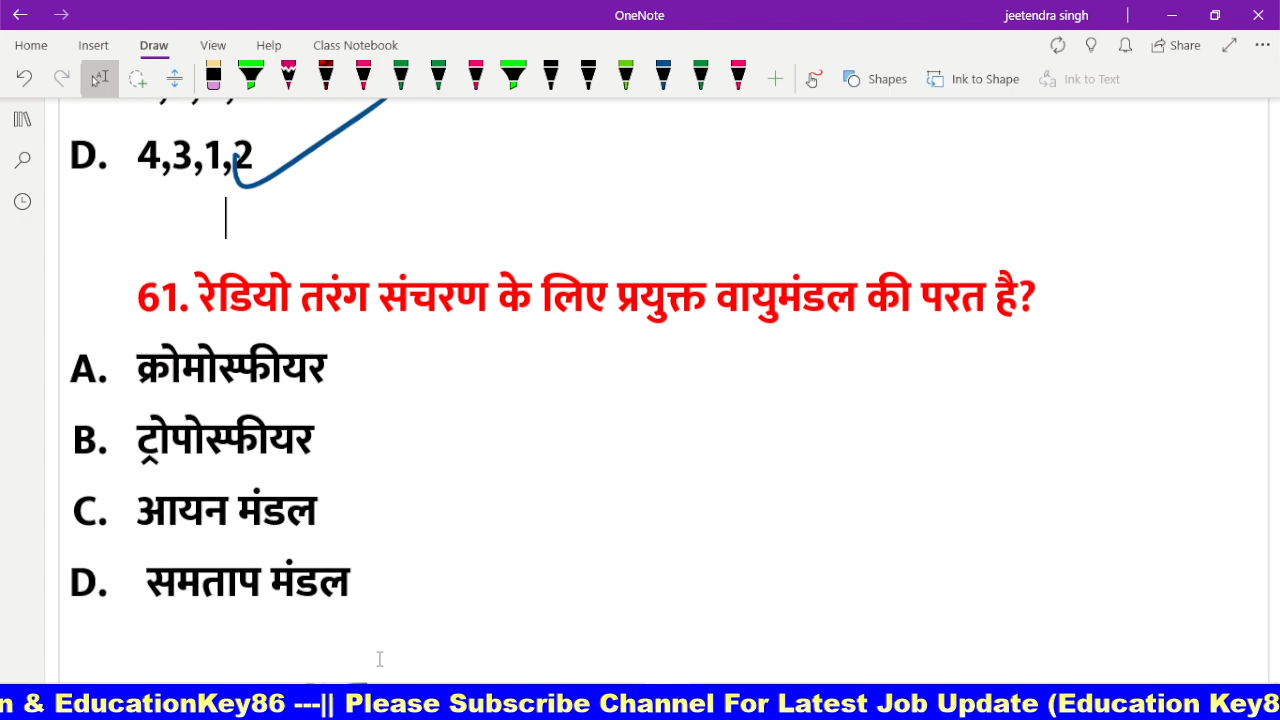 OneNote
jeetendra singh
Home Insert Draw View Help Class Notebook
Share
Shapes Ink to Shape Ink to Text
D. 4,3,1,2
61. रेडियो तरंग संचरण के लिए प्रयुक्त वायुमंडल की परत है?
A. क्रोमोस्फीयर
B. ट्रोपोस्फीयर
C. आयन मंडल
D. समताप मंडल
n & EducationKey86 ---|| Please Subscribe Channel For Latest Job Update (Education Key8